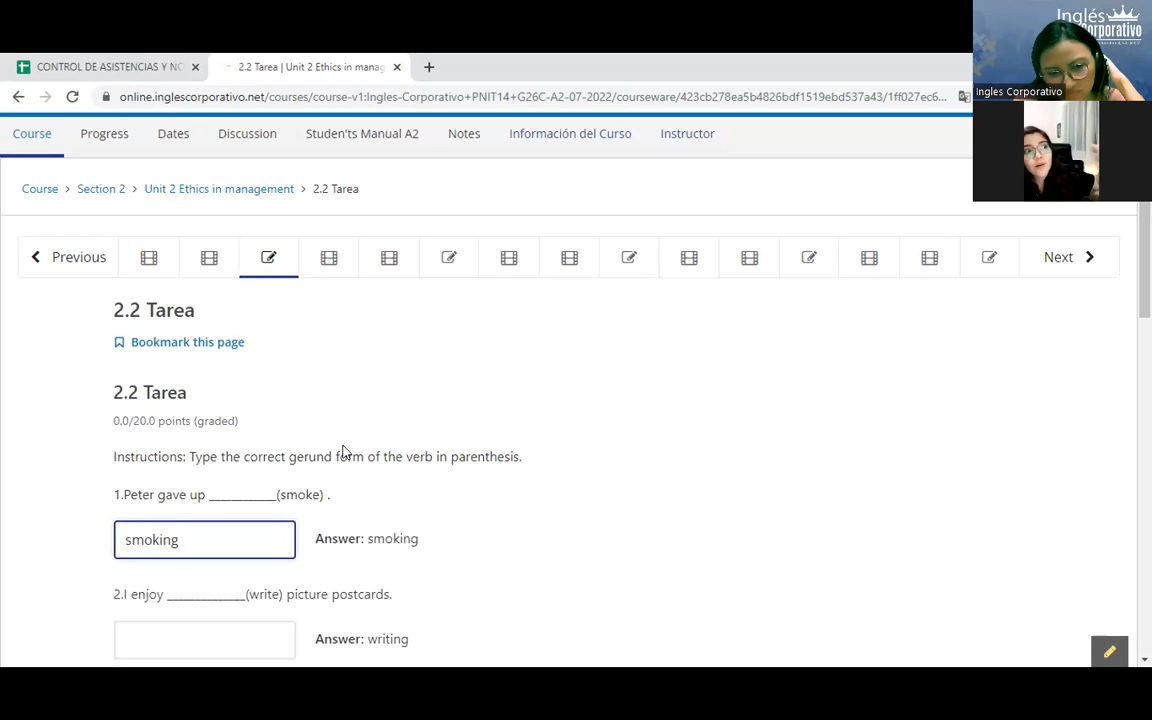 CONTROL DE ASISTENCIAS Y NO
2.2 Tarea | Unit 2 Ethics in manag
online.inglescorporativo.net/courses/course-v1:Ingles-Corporativo+PNIT14+G26C-A2-07-2022/courseware/423cb278ea5b4826bdf1519ebd537a43/1ff027ec6...
Inglés
Corporativo
Ingles Corporativo
Course Progress Dates Discussion Studen'ts Manual A2 Notes Información del Curso Instructor
Course > Section 2 > Unit 2 Ethics in management > 2.2 Tarea
Previous Next
2.2 Tarea
Bookmark this page
2.2 Tarea
0.0/20.0 points (graded)
Instructions: Type the correct gerund form of the verb in parenthesis.
1.Peter gave up ___________(smoke) .
smoking Answer: smoking
2.I enjoy _____________(write) picture postcards.
Answer: writing